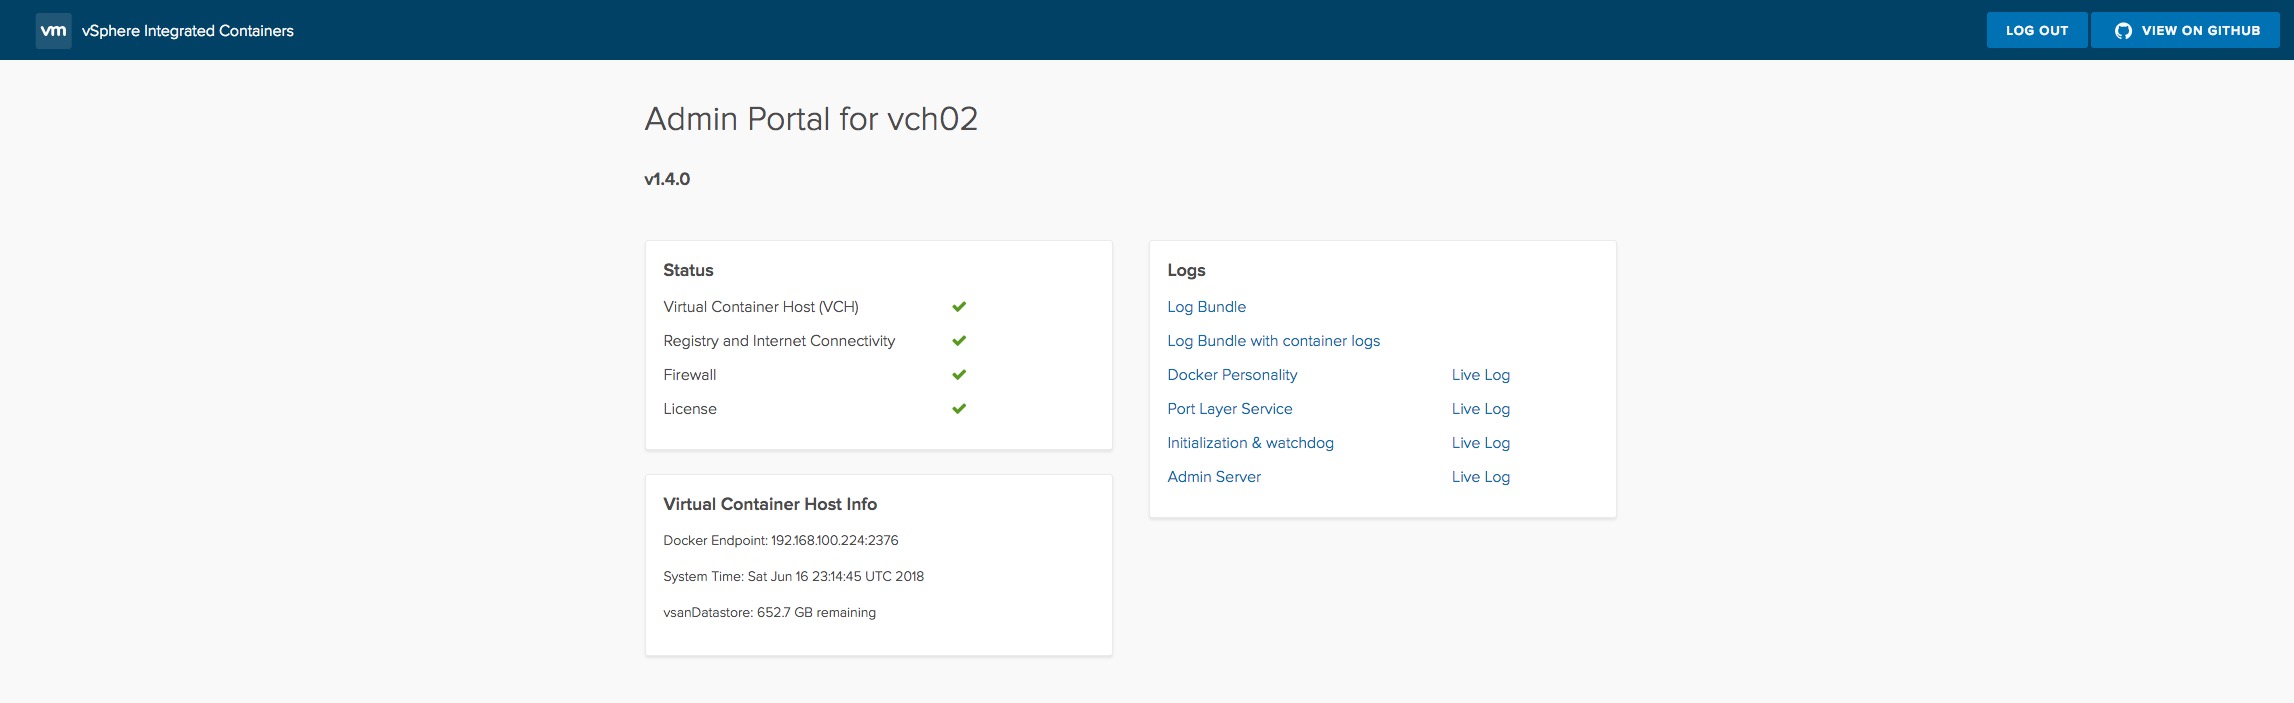 vm vSphere Integrated Containers
LOG OUT
VIEW ON GITHUB
Admin Portal for vch02
v1.4.0
Status
Virtual Container Host (VCH)
Registry and Internet Connectivity
Firewall
License
Virtual Container Host Info
Docker Endpoint: 192.168.100.224:2376
System Time: Sat Jun 16 23:14:45 UTC 2018
vsanDatastore: 652.7 GB remaining
Logs
Log Bundle
Log Bundle with container logs
Docker Personality Live Log
Port Layer Service Live Log
Initialization & watchdog Live Log
Admin Server Live Log